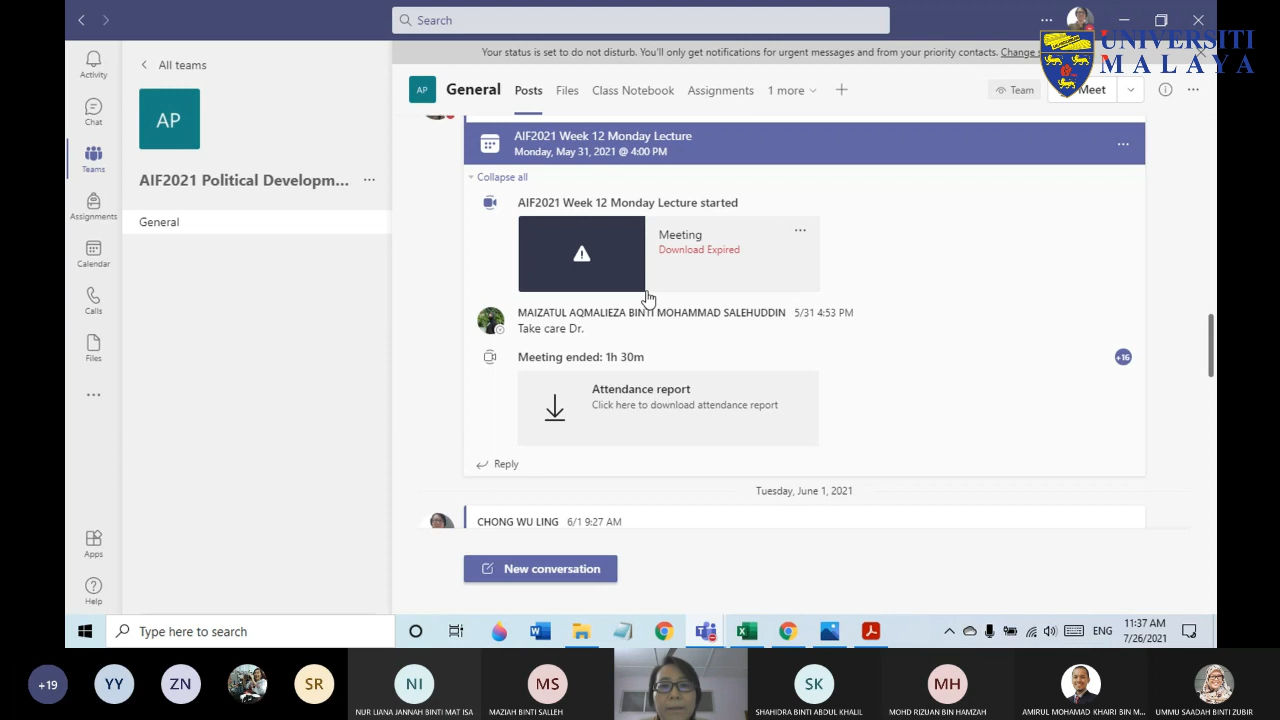 Search
UNIVERSITI
MALAYA
Your status is set to do not disturb. You'll only get notifications for urgent messages and from your priority contacts. Change
Activity
Chat
Teams
Assignments
Calendar
Calls
Files
Apps
Help
All teams
AP
AIF2021 Political Developm...
General
AP
General
Posts
Files
Class Notebook
Assignments
1 more
Team
Meet
AIF2021 Week 12 Monday Lecture
Monday, May 31, 2021 @ 4:00 PM
Collapse all
AIF2021 Week 12 Monday Lecture started
Meeting
Download Expired
MAIZATUL AQMALIEZA BINTI MOHAMMAD SALEHUDDIN 5/31 4:53 PM
Take care Dr.
Meeting ended: 1h 30m
+16
Attendance report
Click here to download attendance report
Reply
Tuesday, June 1, 2021
CHONG WU LING 6/1 9:27 AM
New conversation
Type here to search
ENG
11:37 AM
7/26/2021
+19
YY
ZN
SR
NI
NUR LIANA JANNAH BINTI MAT ISA
MS
MAZIAH BINTI SALLEH
SK
SHAHIDRA BINTI ABDUL KHALIL
MH
MOHD RIZUAN BIN HAMZAH
AMIRUL MOHAMAD KHAIRI BIN M...
UMMU SAADAH BINTI ZUBIR